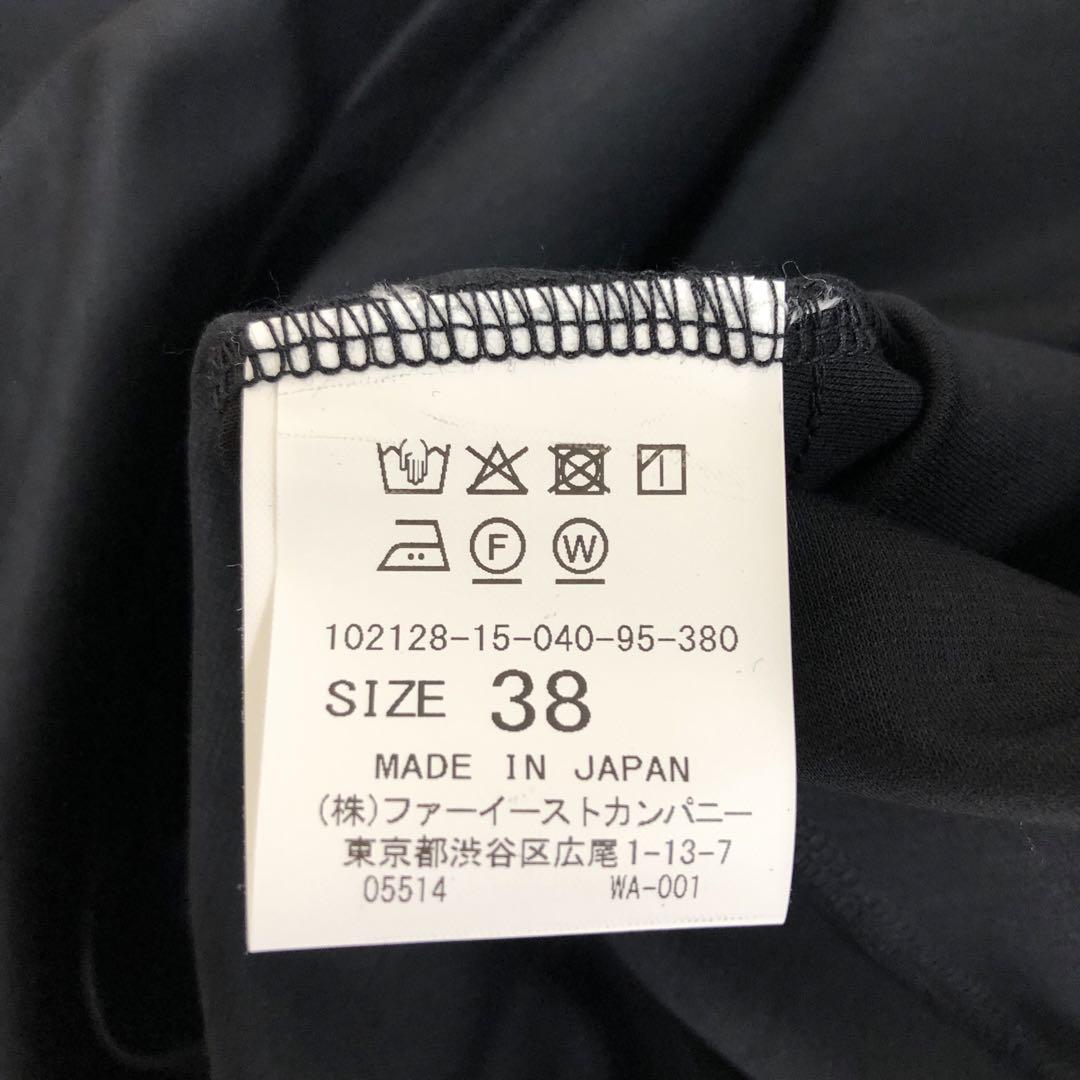 F W
102128-15-040-95-380
SIZE 38
MADE IN JAPAN
(株)ファーイーストカンパニー
東京都渋谷区広尾1-13-7
05514 WA-001